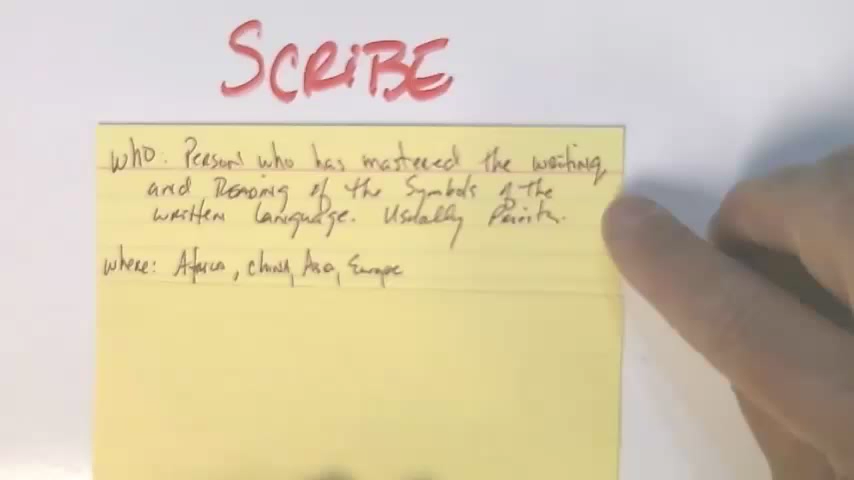 SCRIBE
who: Person who has mastered the writing
and Reading of the Symbols of the
written language. Usually Priests.
where: Africa, china, Asia, Europe